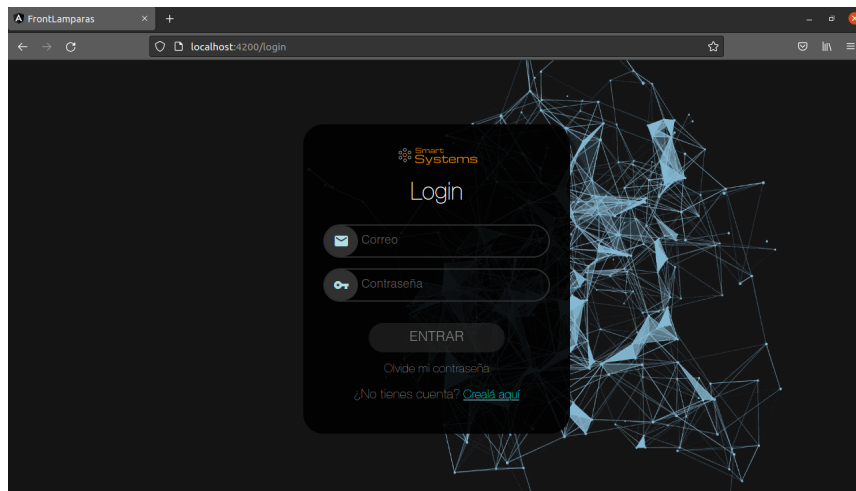 FrontLamparas
localhost:4200/login
Smart
Systems
Login
Correo
Contraseña
ENTRAR
Olvide mi contraseña
¿No tienes cuenta? Crealá aquí